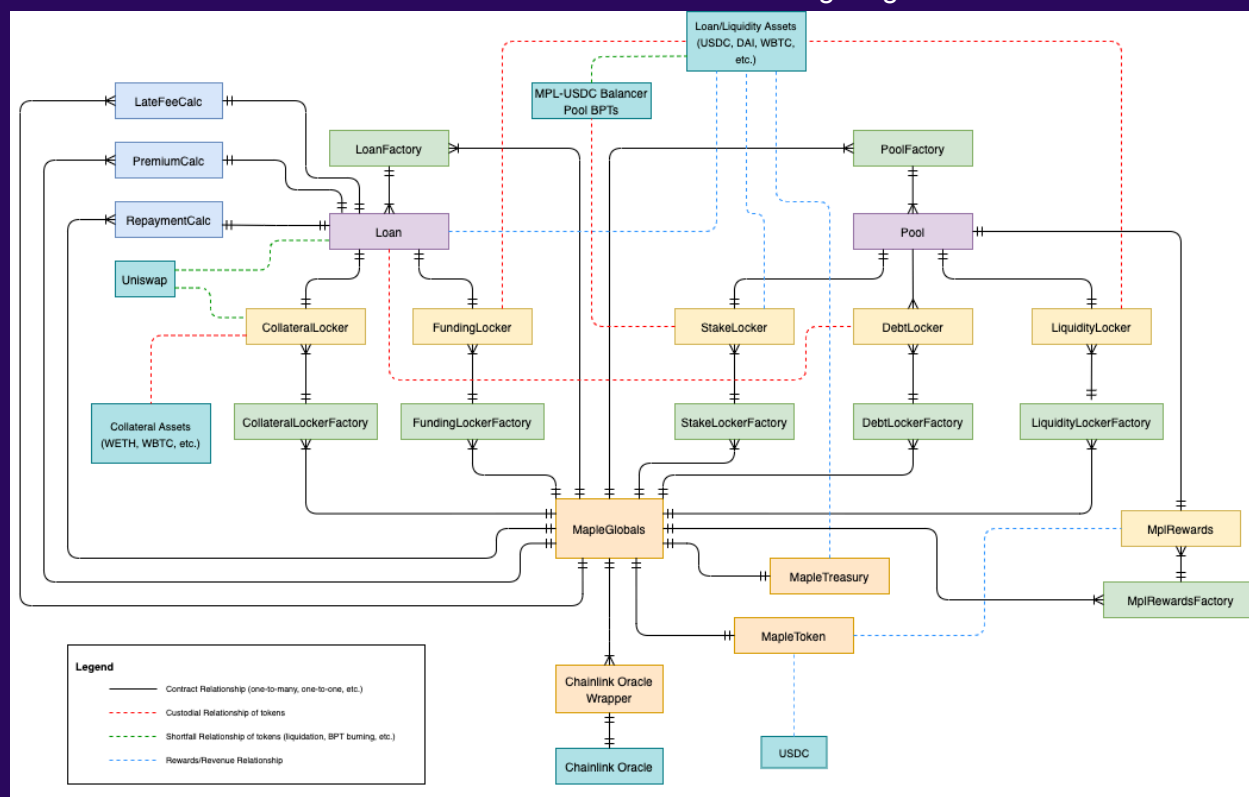 Loan/Liquidity Assets
(USDC, DAI, WBTC,
etc.)
MPL-USDC Balancer
Pool BPTs
LateFeeCalc
PremiumCalc
RepaymentCalc
LoanFactory
PoolFactory
Loan
Pool
Uniswap
CollateralLocker
FundingLocker
StakeLocker
DebtLocker
LiquidityLocker
Collateral Assets
(WETH, WBTC, etc.)
CollateralLockerFactory
FundingLockerFactory
StakeLockerFactory
DebtLockerFactory
LiquidityLockerFactory
MapleGlobals
MplRewards
MapleTreasury
MplRewardsFactory
MapleToken
Chainlink Oracle
Wrapper
USDC
Chainlink Oracle
Legend
Contract Relationship (one-to-many, one-to-one, etc.)
Custodial Relationship of tokens
Shortfall Relationship of tokens (liquidation, BPT burning, etc.)
Rewards/Revenue Relationship